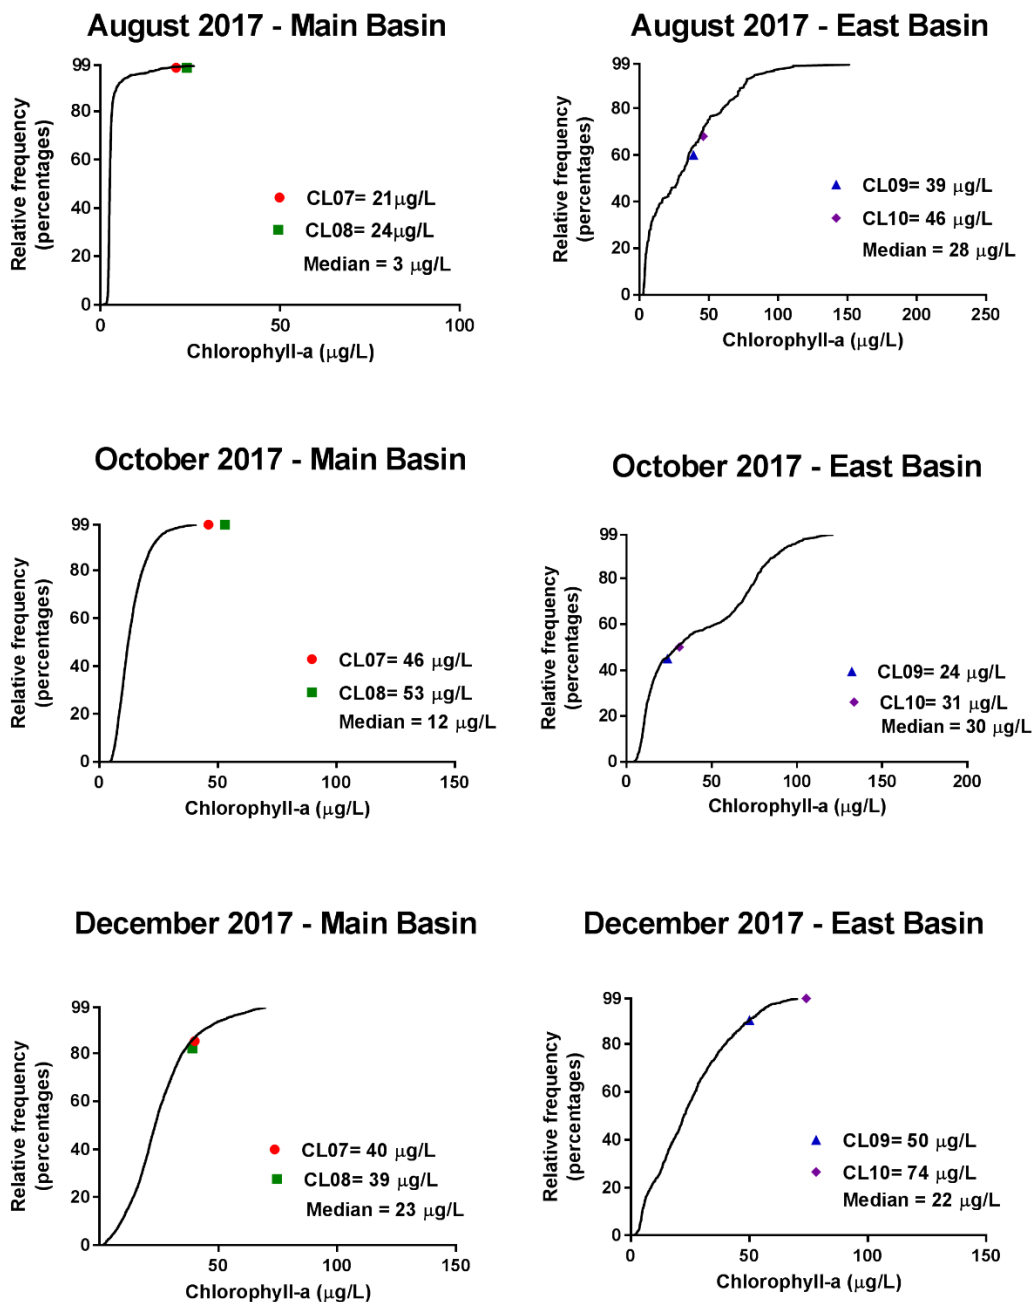 August 2017 - Main Basin
Relative frequency
(percentages)
99
80
60
40
20
0
CL07= 21μg/L
CL08= 24μg/L
Median = 3 μg/L
0 50 100
Chlorophyll-a (μg/L)
August 2017 - East Basin
Relative frequency
(percentages)
99
80
60
40
20
0
CL09= 39 μg/L
CL10= 46 μg/L
Median = 28 μg/L
0 50 100 150 200 250
Chlorophyll-a (μg/L)
October 2017 - Main Basin
Relative frequency
(percentages)
99
80
60
40
20
0
CL07= 46 μg/L
CL08= 53 μg/L
Median = 12 μg/L
0 50 100 150
Chlorophyll-a (μg/L)
October 2017 - East Basin
Relative frequency
(percentages)
99
80
60
40
20
0
CL09= 24 μg/L
CL10= 31 μg/L
Median = 30 μg/L
0 50 100 150 200
Chlorophyll-a (μg/L)
December 2017 - Main Basin
Relative frequency
(percentages)
99
80
60
40
20
0
CL07= 40 μg/L
CL08= 39 μg/L
Median = 23 μg/L
0 50 100 150
Chlorophyll-a (μg/L)
December 2017 - East Basin
Relative frequency
(percentages)
99
80
60
40
20
0
CL09= 50 μg/L
CL10= 74 μg/L
Median = 22 μg/L
0 50 100 150
Chlorophyll-a (μg/L)